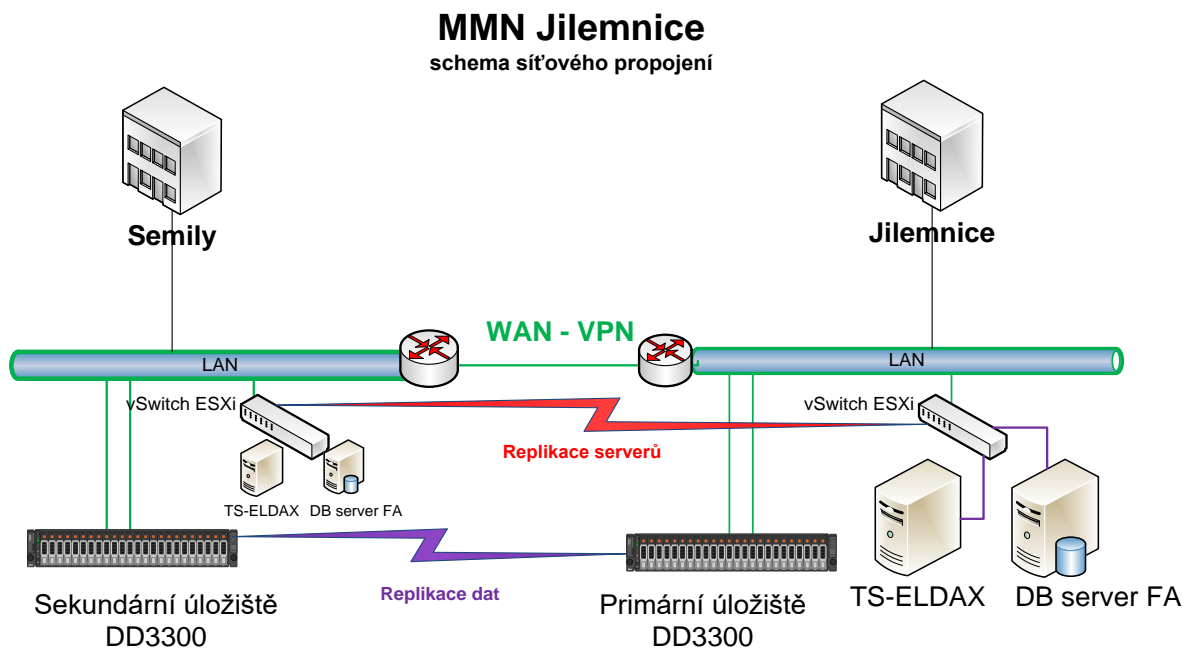 MMN Jilemnice
schema síťového propojení
Semily
Jilemnice
WAN - VPN
LAN
LAN
vSwitch ESXi
vSwitch ESXi
Replikace serverů
TS-ELDAX
DB server FA
Replikace dat
TS-ELDAX
DB server FA
Sekundární úložiště
DD3300
Primární úložiště
DD3300